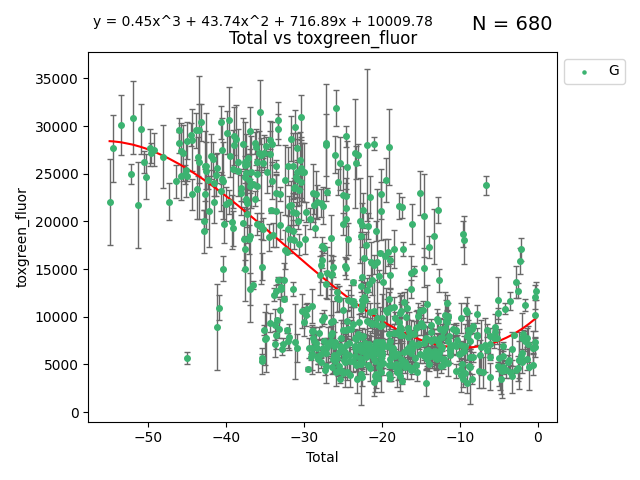 y = 0.45x^3 + 43.74x^2 + 716.89x + 10009.78
N = 680
Total vs toxgreen_fluor
G
35000
30000
25000
20000
15000
10000
5000
0
toxgreen_fluor
−50 −40 −30 −20 −10 0
Total